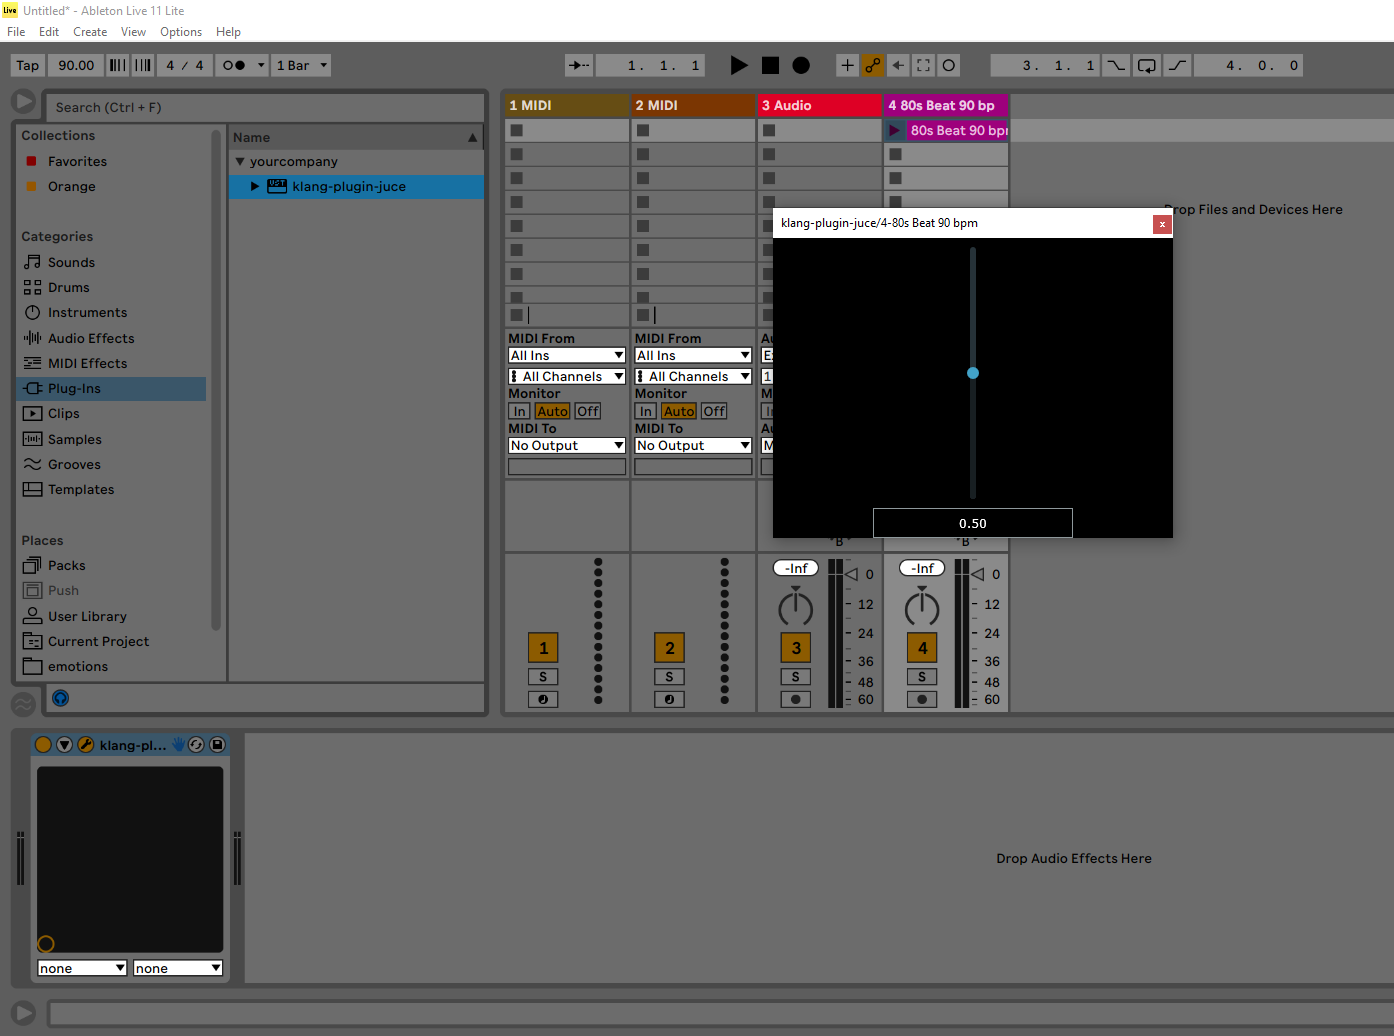 Live Untitled* - Ableton Live 11 Lite
File Edit Create View Options Help
Tap 90.00 4 / 4 1 Bar 1. 1. 1 3. 1. 1 4. 0. 0
Search (Ctrl + F)
Collections
Favorites
Orange
Categories
Sounds
Drums
Instruments
Audio Effects
MIDI Effects
Plug-Ins
Clips
Samples
Grooves
Templates
Places
Packs
Push
User Library
Current Project
emotions
Name
yourcompany
VST klang-plugin-juce
1 MIDI 2 MIDI 3 Audio 4 80s Beat 90 bp
80s Beat 90 bp
Drop Files and Devices Here
klang-plugin-juce/4-80s Beat 90 bpm x
0.50
MIDI From MIDI From
All Ins All Ins
All Channels All Channels 1
Monitor Monitor
In Auto Off In Auto Off
MIDI To MIDI To
No Output No Output
B B
-Inf 0 -Inf 0
12 12
24 24
1 2 3 4
36 36
S S S S
48 48
60 60
klang-pl...
none none
Drop Audio Effects Here